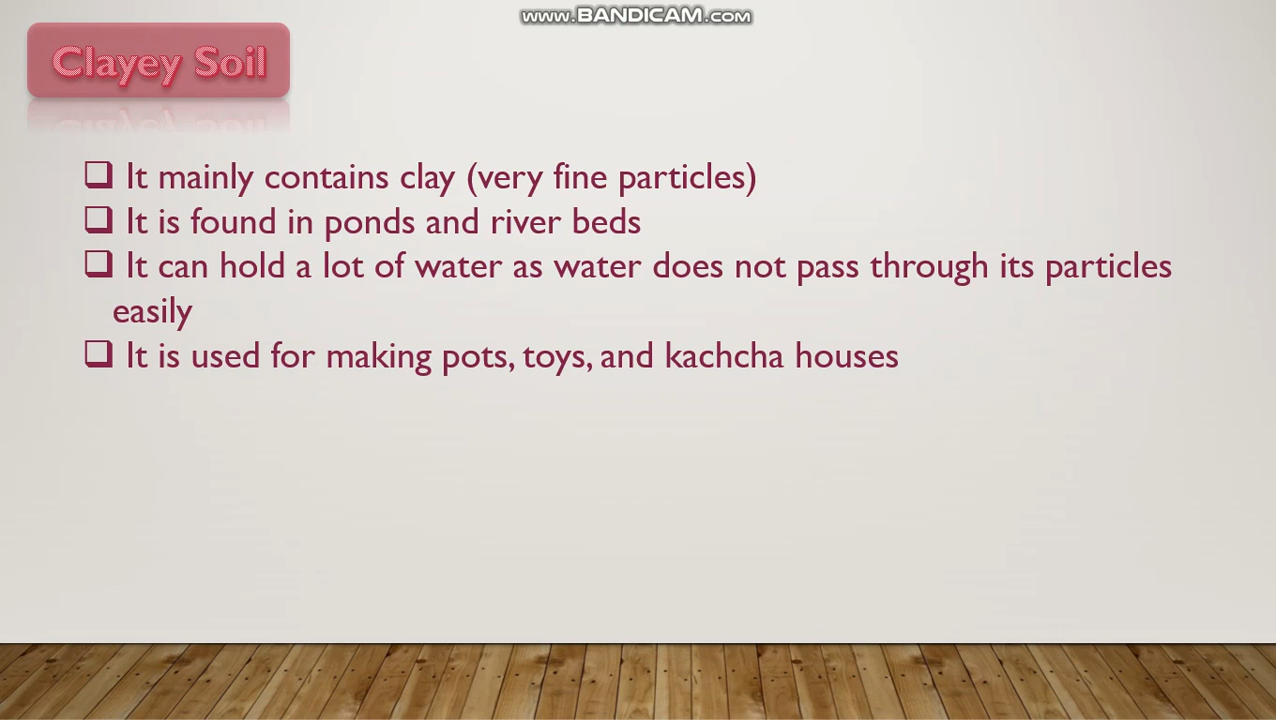 www.BANDICAM.com
Clayey Soil
❑ It mainly contains clay (very fine particles)
❑ It is found in ponds and river beds
❑ It can hold a lot of water as water does not pass through its particles
easily
❑ It is used for making pots, toys, and kachcha houses